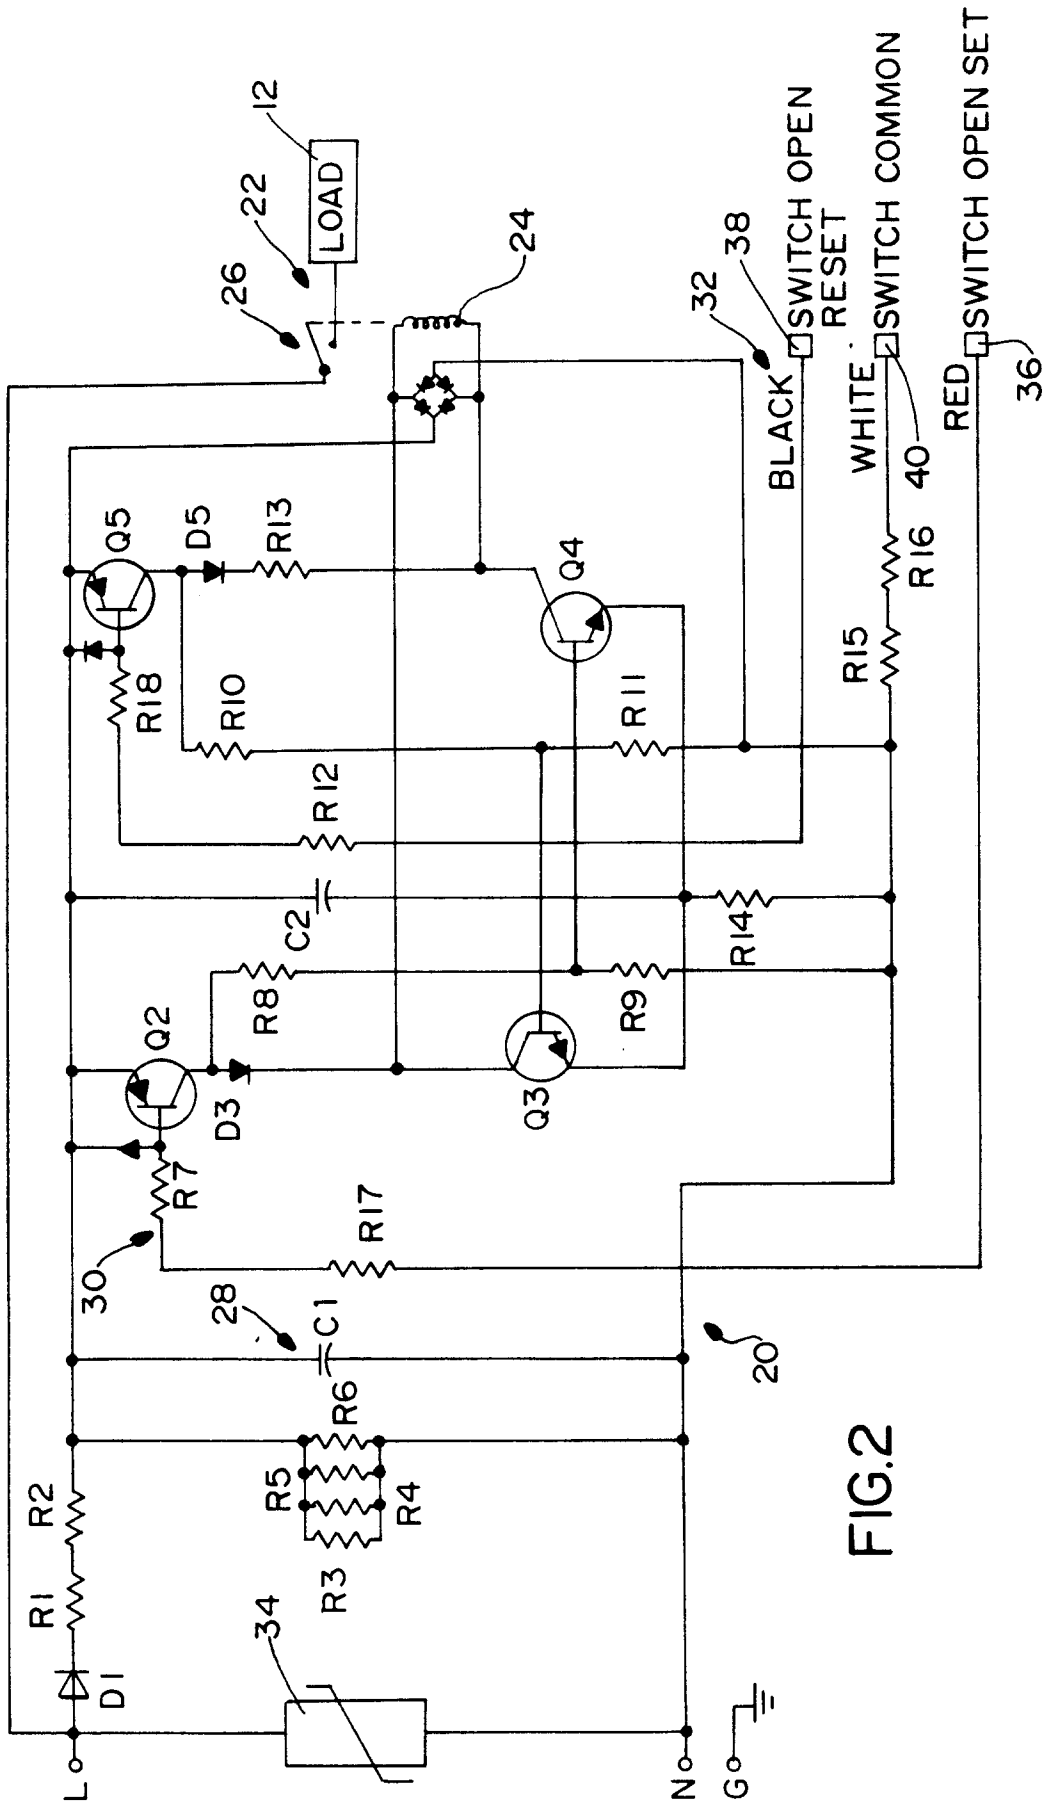 12
22
26
LOAD
24
32
38
SWITCH OPEN
RESET
BLACK
SWITCH COMMON
WHITE
40
SWITCH OPEN SET
RED
36
Q5
D5
R13
Q4
R18
R10
R11
R12
R15
R16
C2
R14
Q2
R8
R9
D3
Q3
R7
R17
30
28
C1
20
R6
R5
R4
R3
R2
R1
D1
34
L
N
G
FIG.2